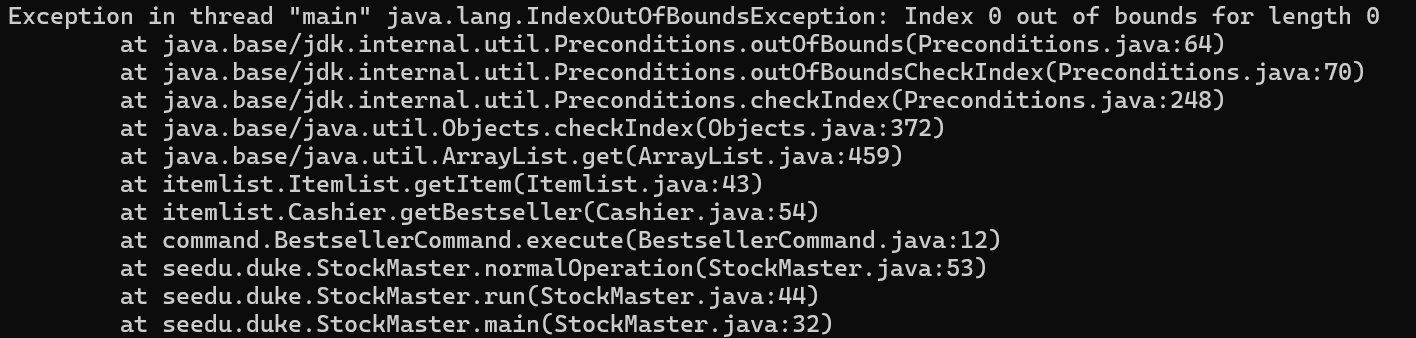 Exception in thread "main" java.lang.IndexOutOfBoundsException: Index 0 out of bounds for length 0
at java.base/jdk.internal.util.Preconditions.outOfBounds(Preconditions.java:64)
at java.base/jdk.internal.util.Preconditions.outOfBoundsCheckIndex(Preconditions.java:70)
at java.base/jdk.internal.util.Preconditions.checkIndex(Preconditions.java:248)
at java.base/java.util.Objects.checkIndex(Objects.java:372)
at java.base/java.util.ArrayList.get(ArrayList.java:459)
at itemlist.Itemlist.getItem(Itemlist.java:43)
at itemlist.Cashier.getBestseller(Cashier.java:54)
at command.BestsellerCommand.execute(BestsellerCommand.java:12)
at seedu.duke.StockMaster.normalOperation(StockMaster.java:53)
at seedu.duke.StockMaster.run(StockMaster.java:44)
at seedu.duke.StockMaster.main(StockMaster.java:32)